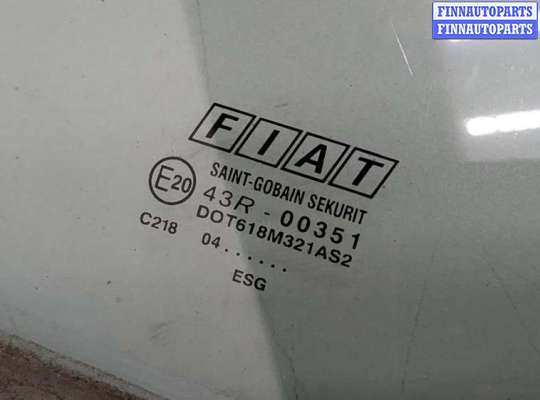 FINNAUTOPARTS
FINNAUTOPARTS
FIAT
SAINT-GOBAIN SEKURIT
E20 43R - 00351
DOT618M321AS2
C218 04......
ESG